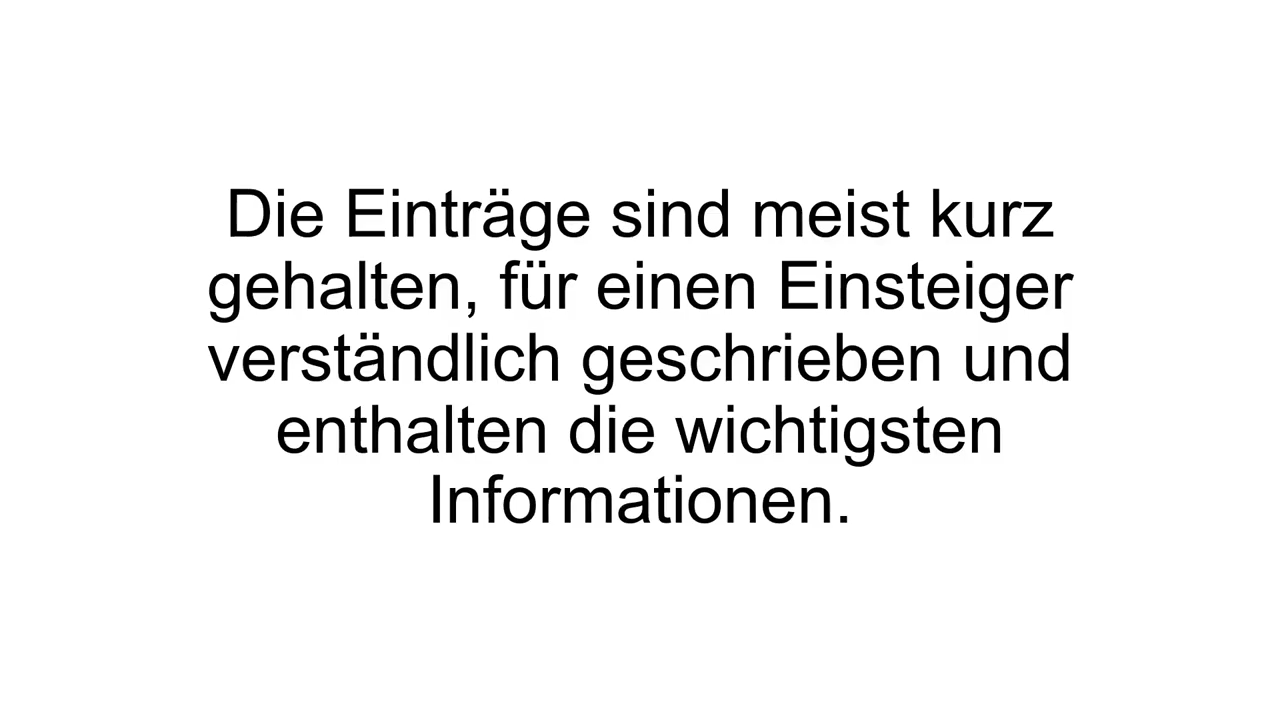 Die Einträge sind meist kurz
gehalten, für einen Einsteiger
verständlich geschrieben und
enthalten die wichtigsten
Informationen.